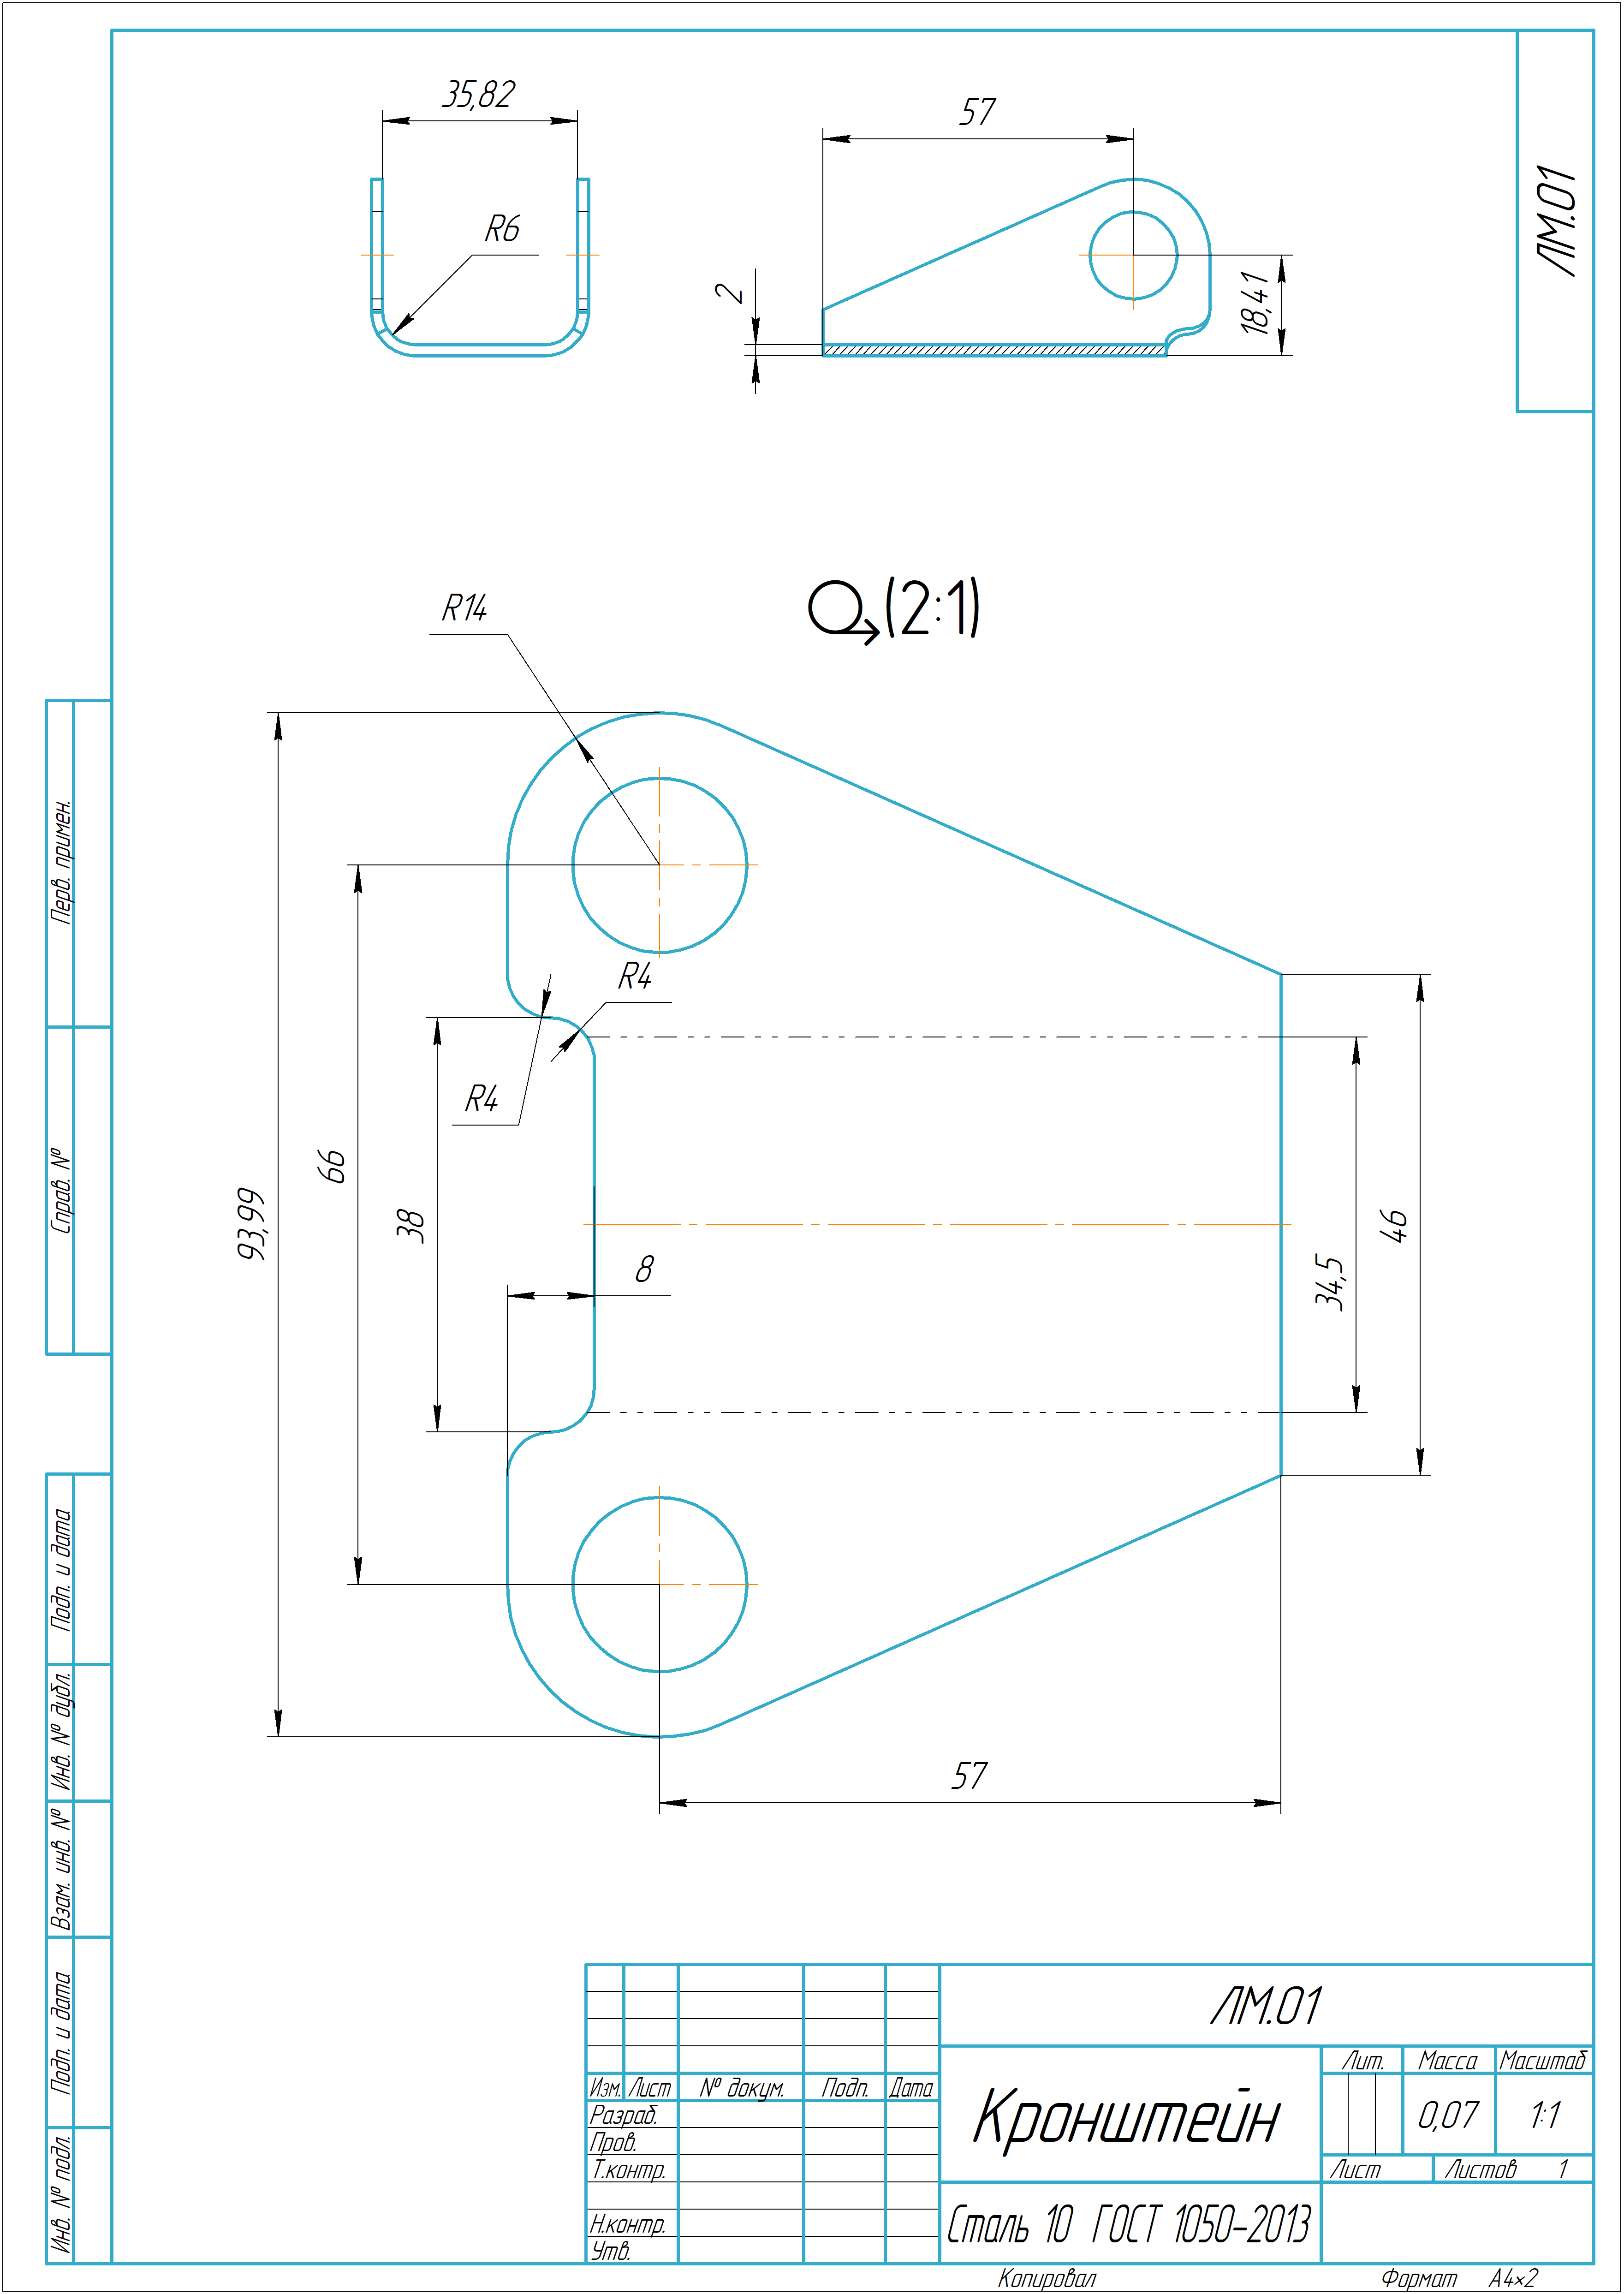 35,82
57
ЛМ.01
R6
2
18,41
(2:1)
R14
R4
R4
66
93,99
38
8
34,5
46
57
Перв. примен.
Справ. №
Подп. и дата
Инв. № дубл.
Взам. инв. №
Подп. и дата
Инв. № подл.
ЛМ.01
Изм. Лист № докум. Подп. Дата
Разраб.
Пров.
Т.контр.
Н.контр.
Утв.
Кронштейн
Лит. Масса Масштаб
0,07 1:1
Лист Листов 1
Сталь 10 ГОСТ 1050-2013
Копировал Формат А4×2